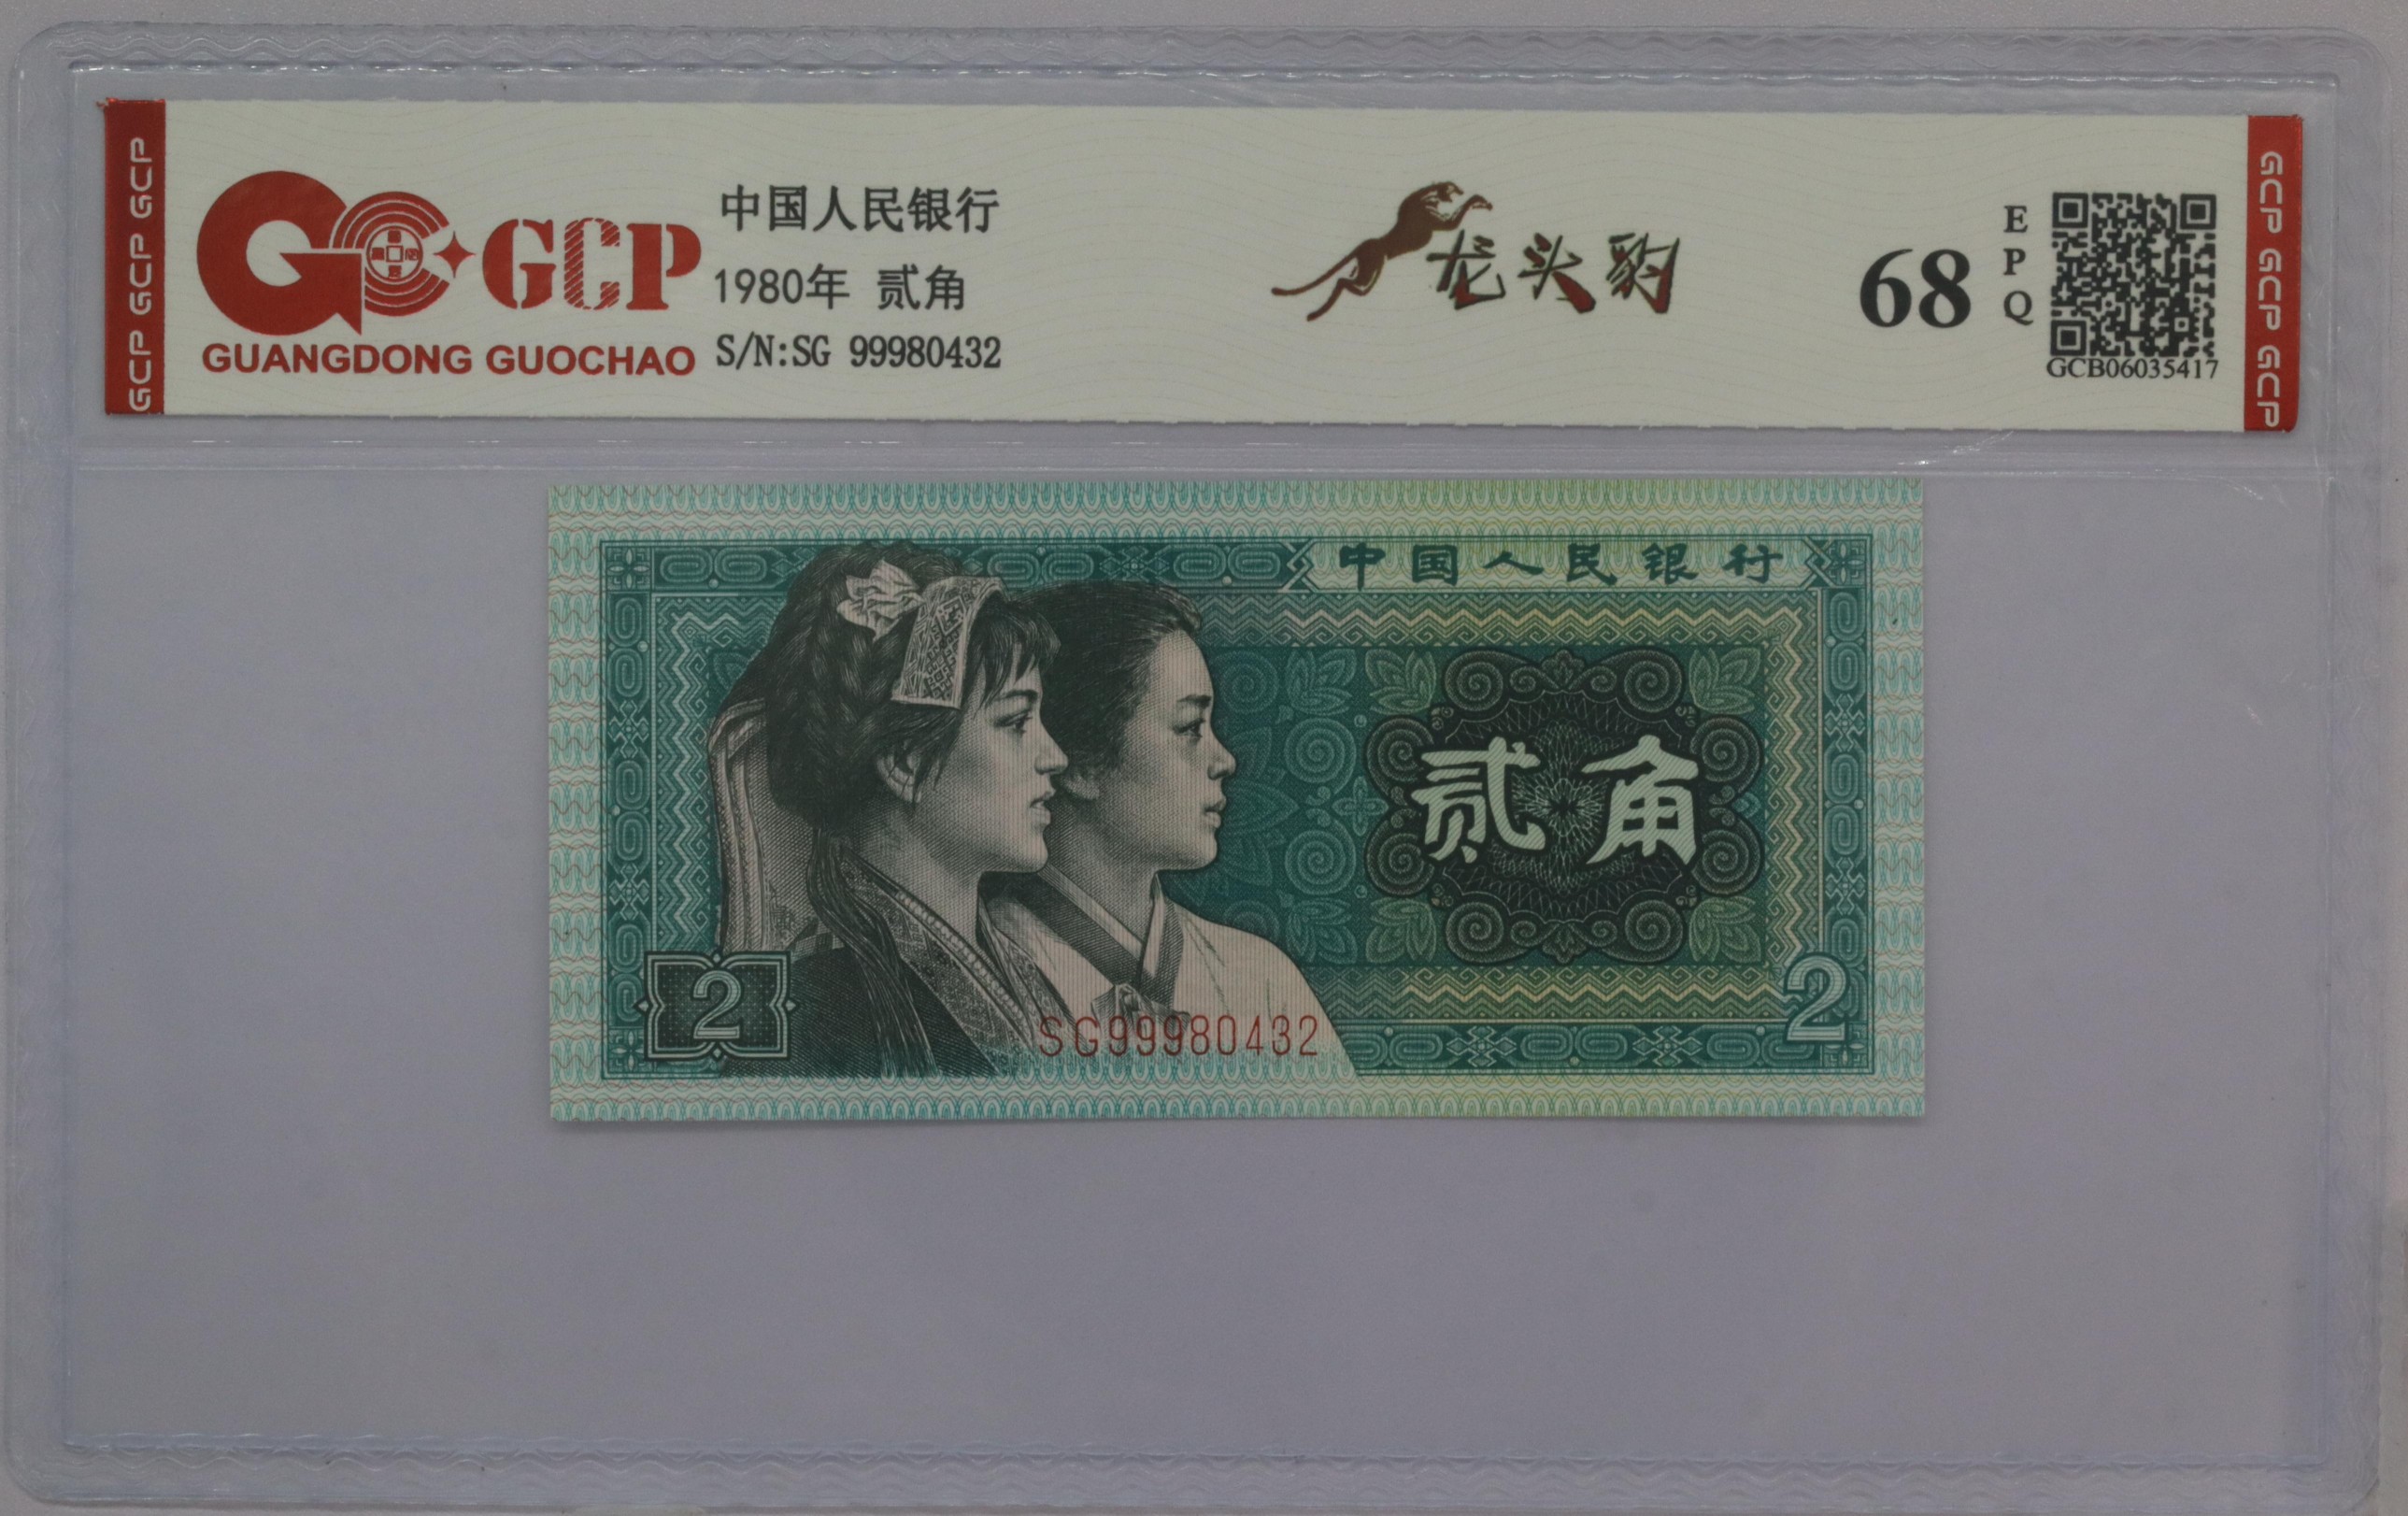 GCP GCP GCP
GCP
GUANGDONG GUOCHAO
中国人民银行
1980年 贰角
S/N:SG 99980432
龙头豹
68
EPQ
GCB06035417
GCP GCP GCP
中国人民银行
贰角
2
SG99980432
2